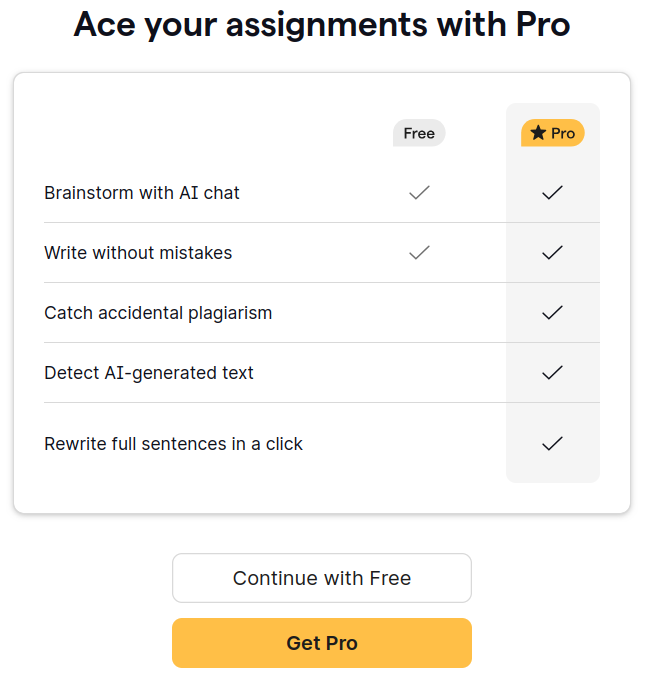 Ace your assignments with Pro
Free
Pro
Brainstorm with AI chat
Write without mistakes
Catch accidental plagiarism
Detect AI-generated text
Rewrite full sentences in a click
Continue with Free
Get Pro